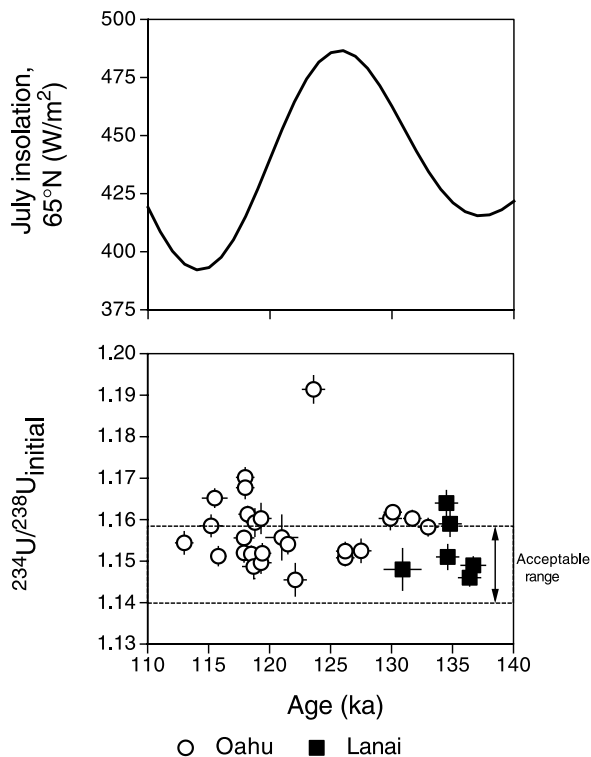 500
475
450
425
400
375
July insolation,
65°N (W/m²)
1.20
1.19
1.18
1.17
1.16
1.15
1.14
1.13
²³⁴U/²³⁸U initial
Acceptable
range
110 115 120 125 130 135 140
Age (ka)
Oahu Lanai